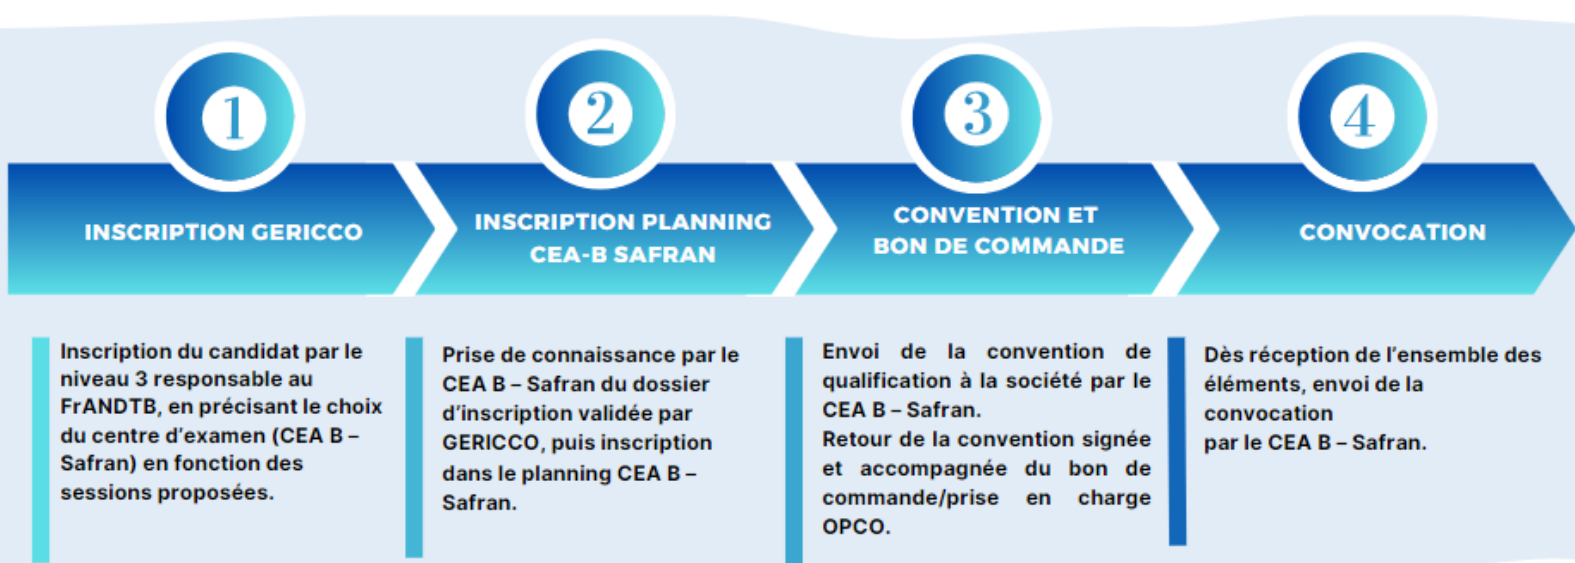 1
INSCRIPTION GERICCO
Inscription du candidat par le
niveau 3 responsable au
FrANDTB, en précisant le choix
du centre d'examen (CEA B –
Safran) en fonction des
sessions proposées.
2
INSCRIPTION PLANNING
CEA-B SAFRAN
Prise de connaissance par le
CEA B – Safran du dossier
d'inscription validée par
GERICCO, puis inscription
dans le planning CEA B –
Safran.
3
CONVENTION ET
BON DE COMMANDE
Envoi de la convention de
qualification à la société par le
CEA B – Safran.
Retour de la convention signée
et accompagnée du bon de
commande/prise en charge
OPCO.
4
CONVOCATION
Dès réception de l'ensemble des
éléments, envoi de la
convocation
par le CEA B – Safran.